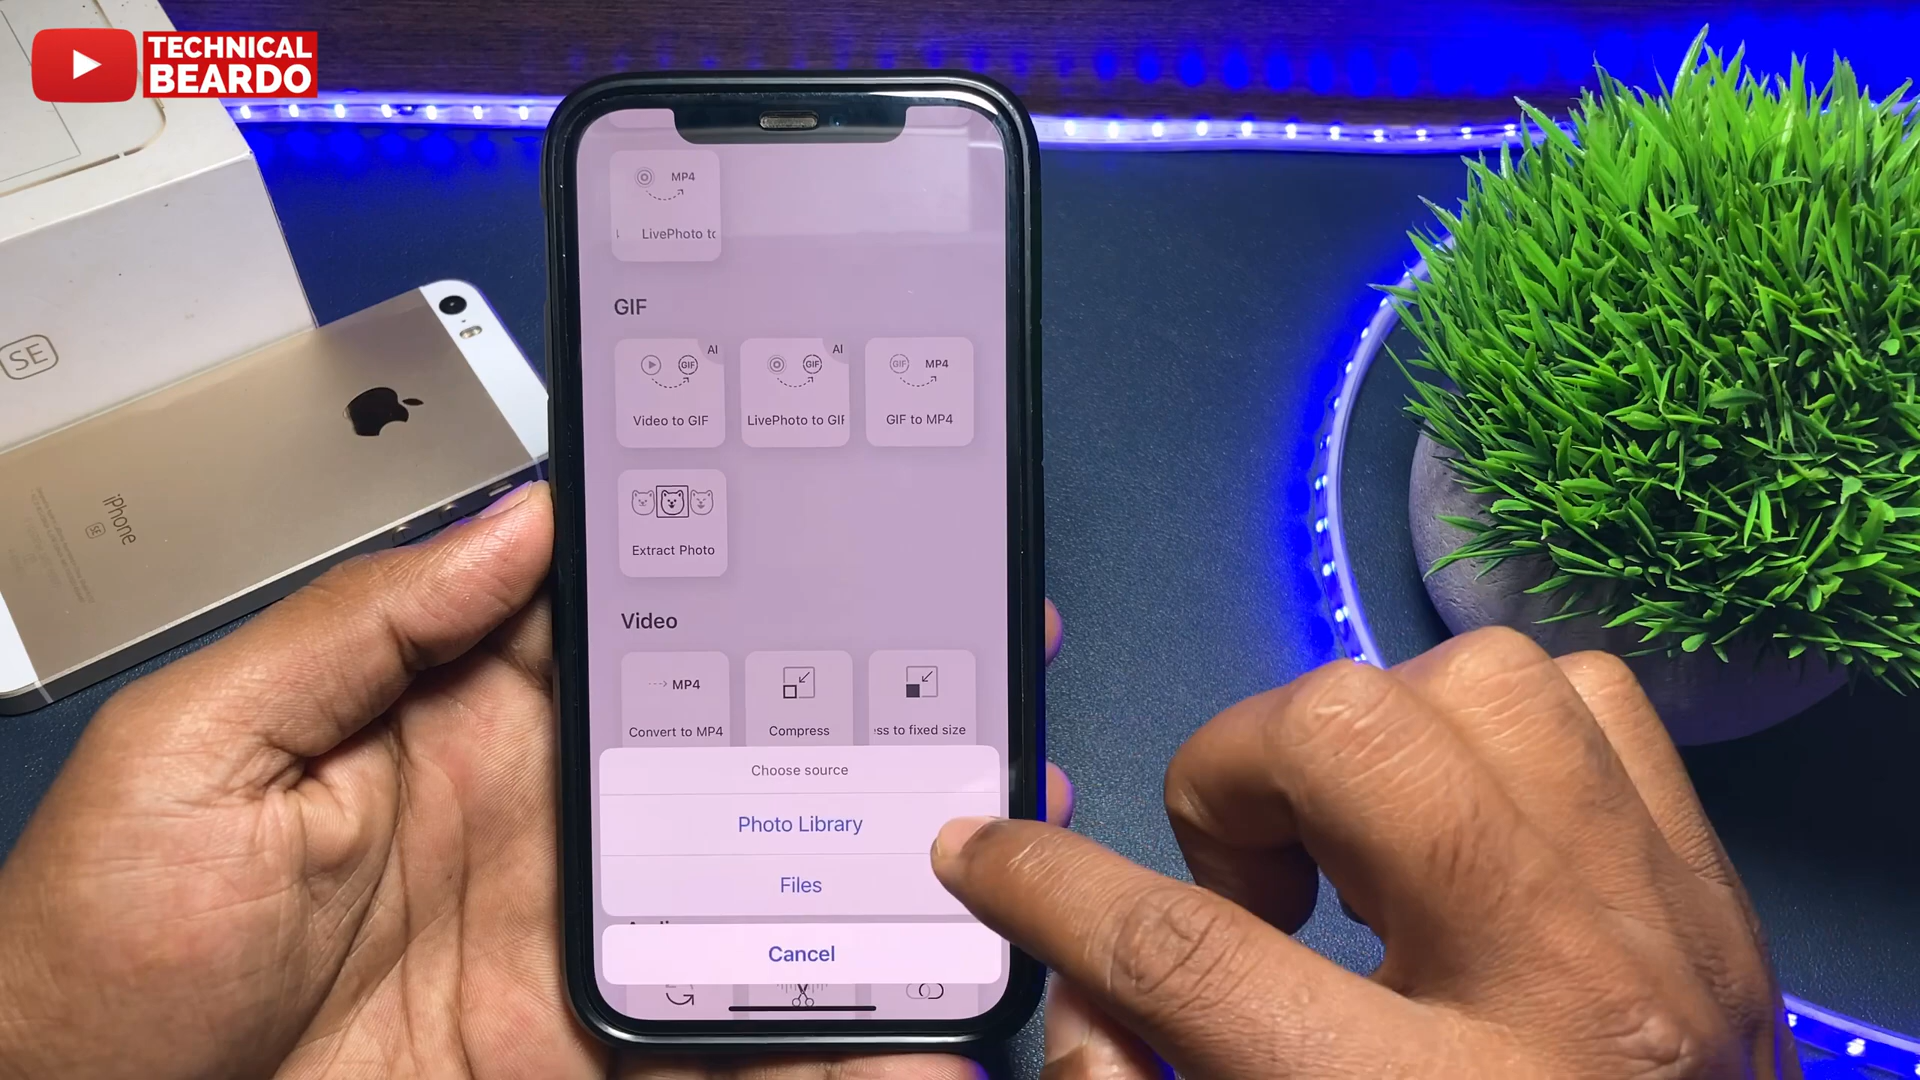 TECHNICAL
BEARDO
SE
iPhone
SE
MP4
LivePhoto to
GIF
AI
GIF
Video to GIF
AI
GIF
LivePhoto to GIF
GIF
MP4
GIF to MP4
Extract Photo
Video
MP4
Convert to MP4
Compress
ss to fixed size
Choose source
Photo Library
Files
Cancel